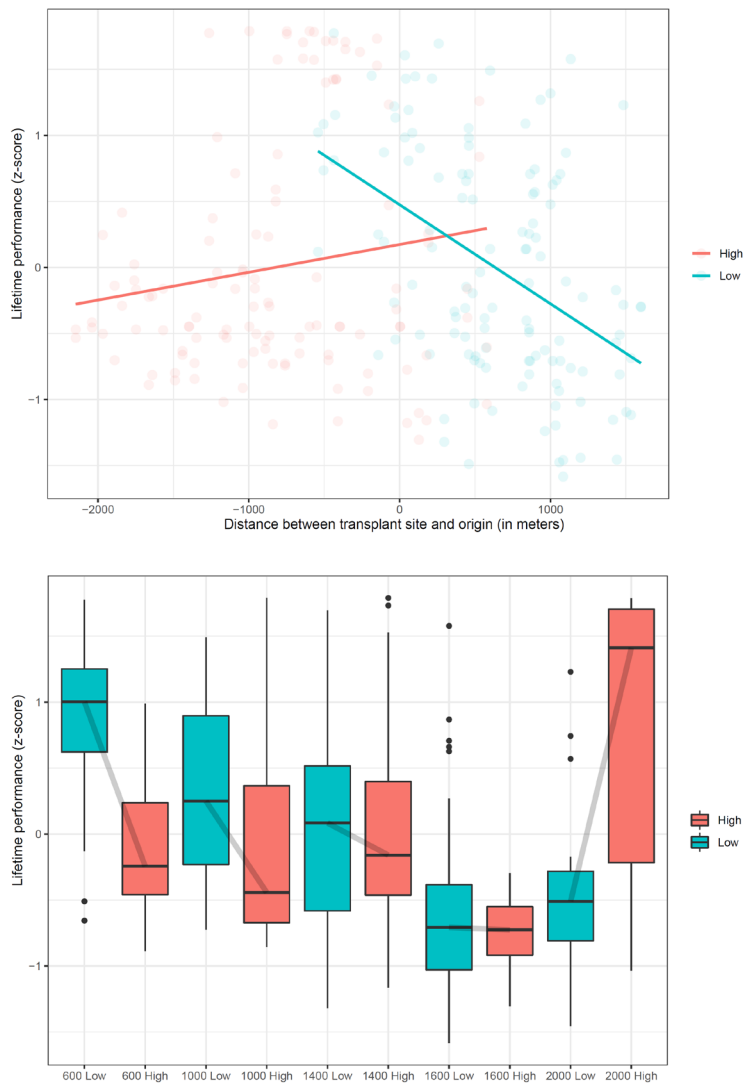 Lifetime performance (z-score)
1
0
−1
−2000
−1000
0
1000
Distance between transplant site and origin (in meters)
High
Low
Lifetime performance (z-score)
1
0
−1
600 Low
600 High
1000 Low
1000 High
1400 Low
1400 High
1600 Low
1600 High
2000 Low
2000 High
High
Low